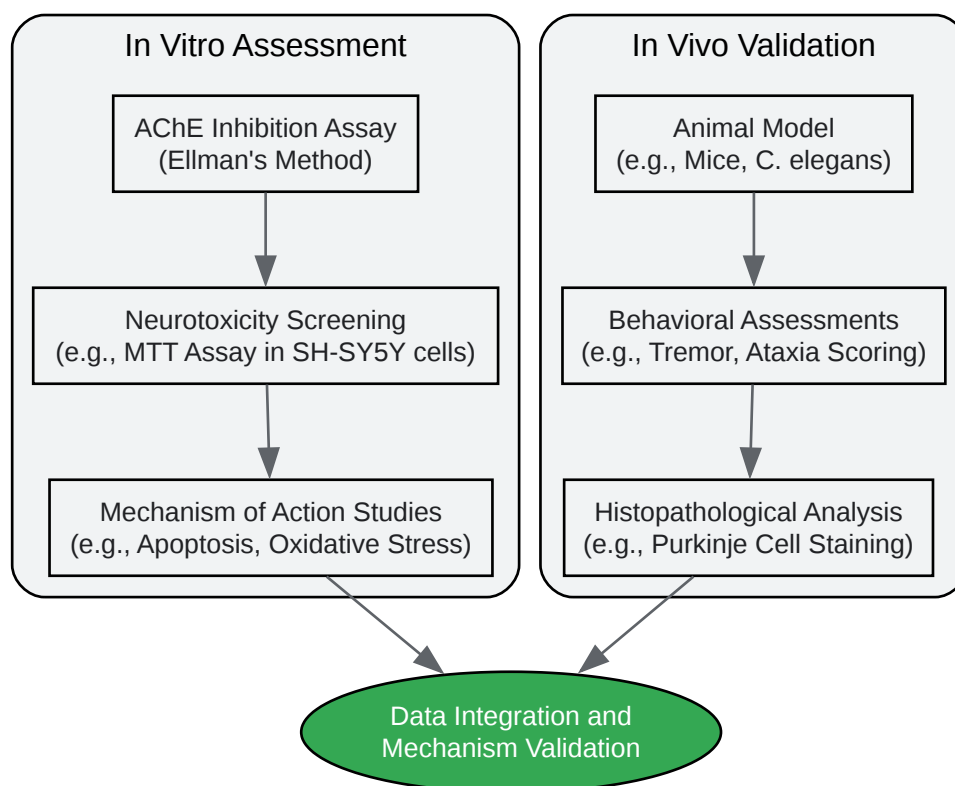 In Vitro Assessment
AChE Inhibition Assay
(Ellman's Method)
Neurotoxicity Screening
(e.g., MTT Assay in SH-SY5Y cells)
Mechanism of Action Studies
(e.g., Apoptosis, Oxidative Stress)
In Vivo Validation
Animal Model
(e.g., Mice, C. elegans)
Behavioral Assessments
(e.g., Tremor, Ataxia Scoring)
Histopathological Analysis
(e.g., Purkinje Cell Staining)
Data Integration and
Mechanism Validation